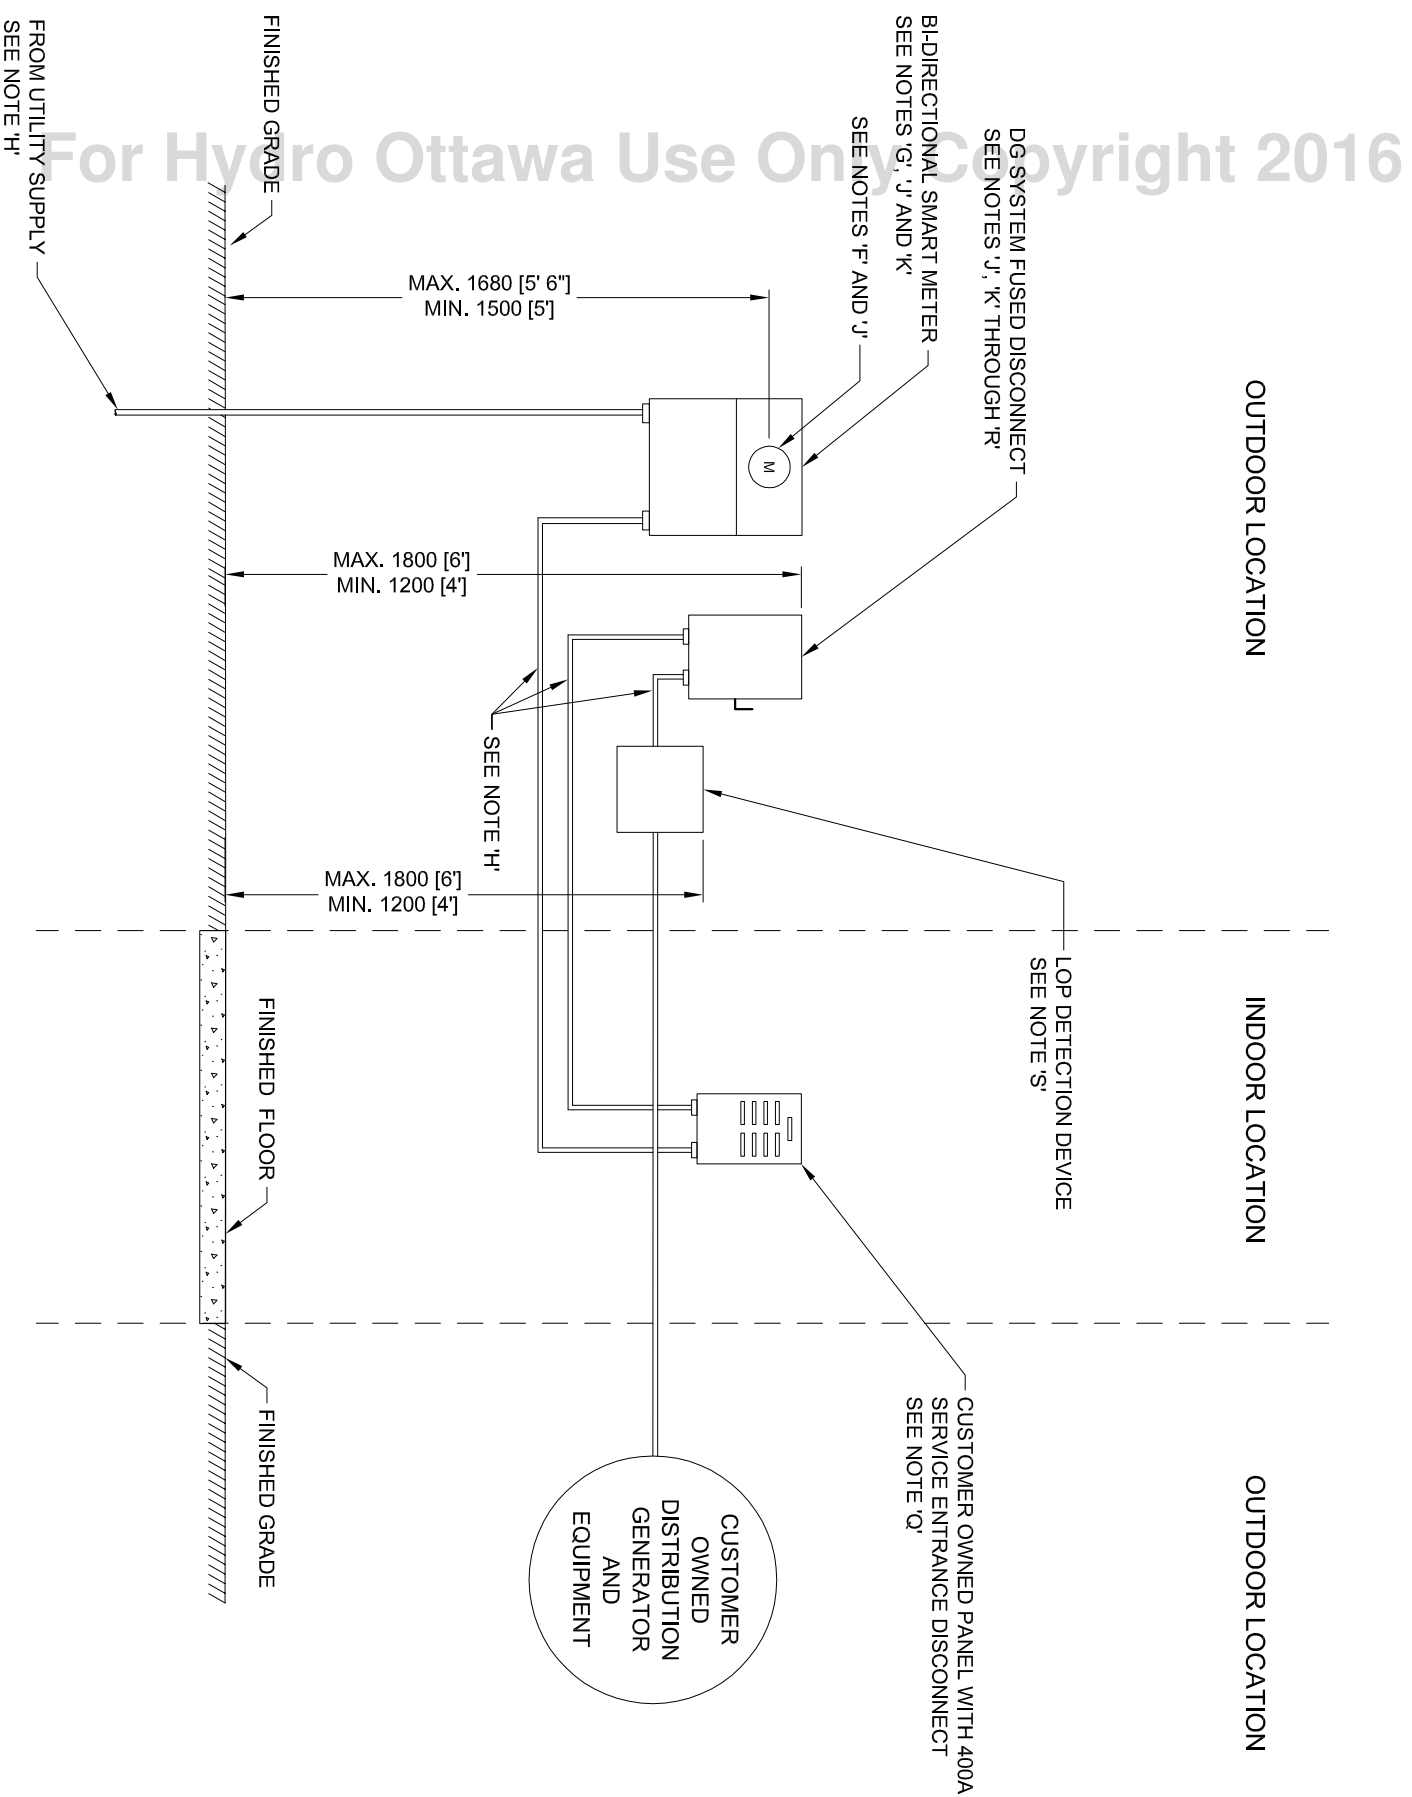 For Hydro Ottawa Use Only Copyright 2016
OUTDOOR LOCATION
INDOOR LOCATION
OUTDOOR LOCATION
DG SYSTEM FUSED DISCONNECT
SEE NOTES 'J', 'K' THROUGH 'R'
BI-DIRECTIONAL SMART METER
SEE NOTES 'G', 'J' AND 'K'
SEE NOTES 'F' AND 'J'
LOP DETECTION DEVICE
SEE NOTE 'S'
CUSTOMER OWNED PANEL WITH 400A
SERVICE ENTRANCE DISCONNECT
SEE NOTE 'Q'
M
CUSTOMER
OWNED
DISTRIBUTION
GENERATOR
AND
EQUIPMENT
MAX. 1680 [5' 6"]
MIN. 1500 [5']
MAX. 1800 [6']
MIN. 1200 [4']
SEE NOTE 'H'
MAX. 1800 [6']
MIN. 1200 [4']
FINISHED GRADE
FINISHED FLOOR
FINISHED GRADE
FROM UTILITY SUPPLY
SEE NOTE 'H'